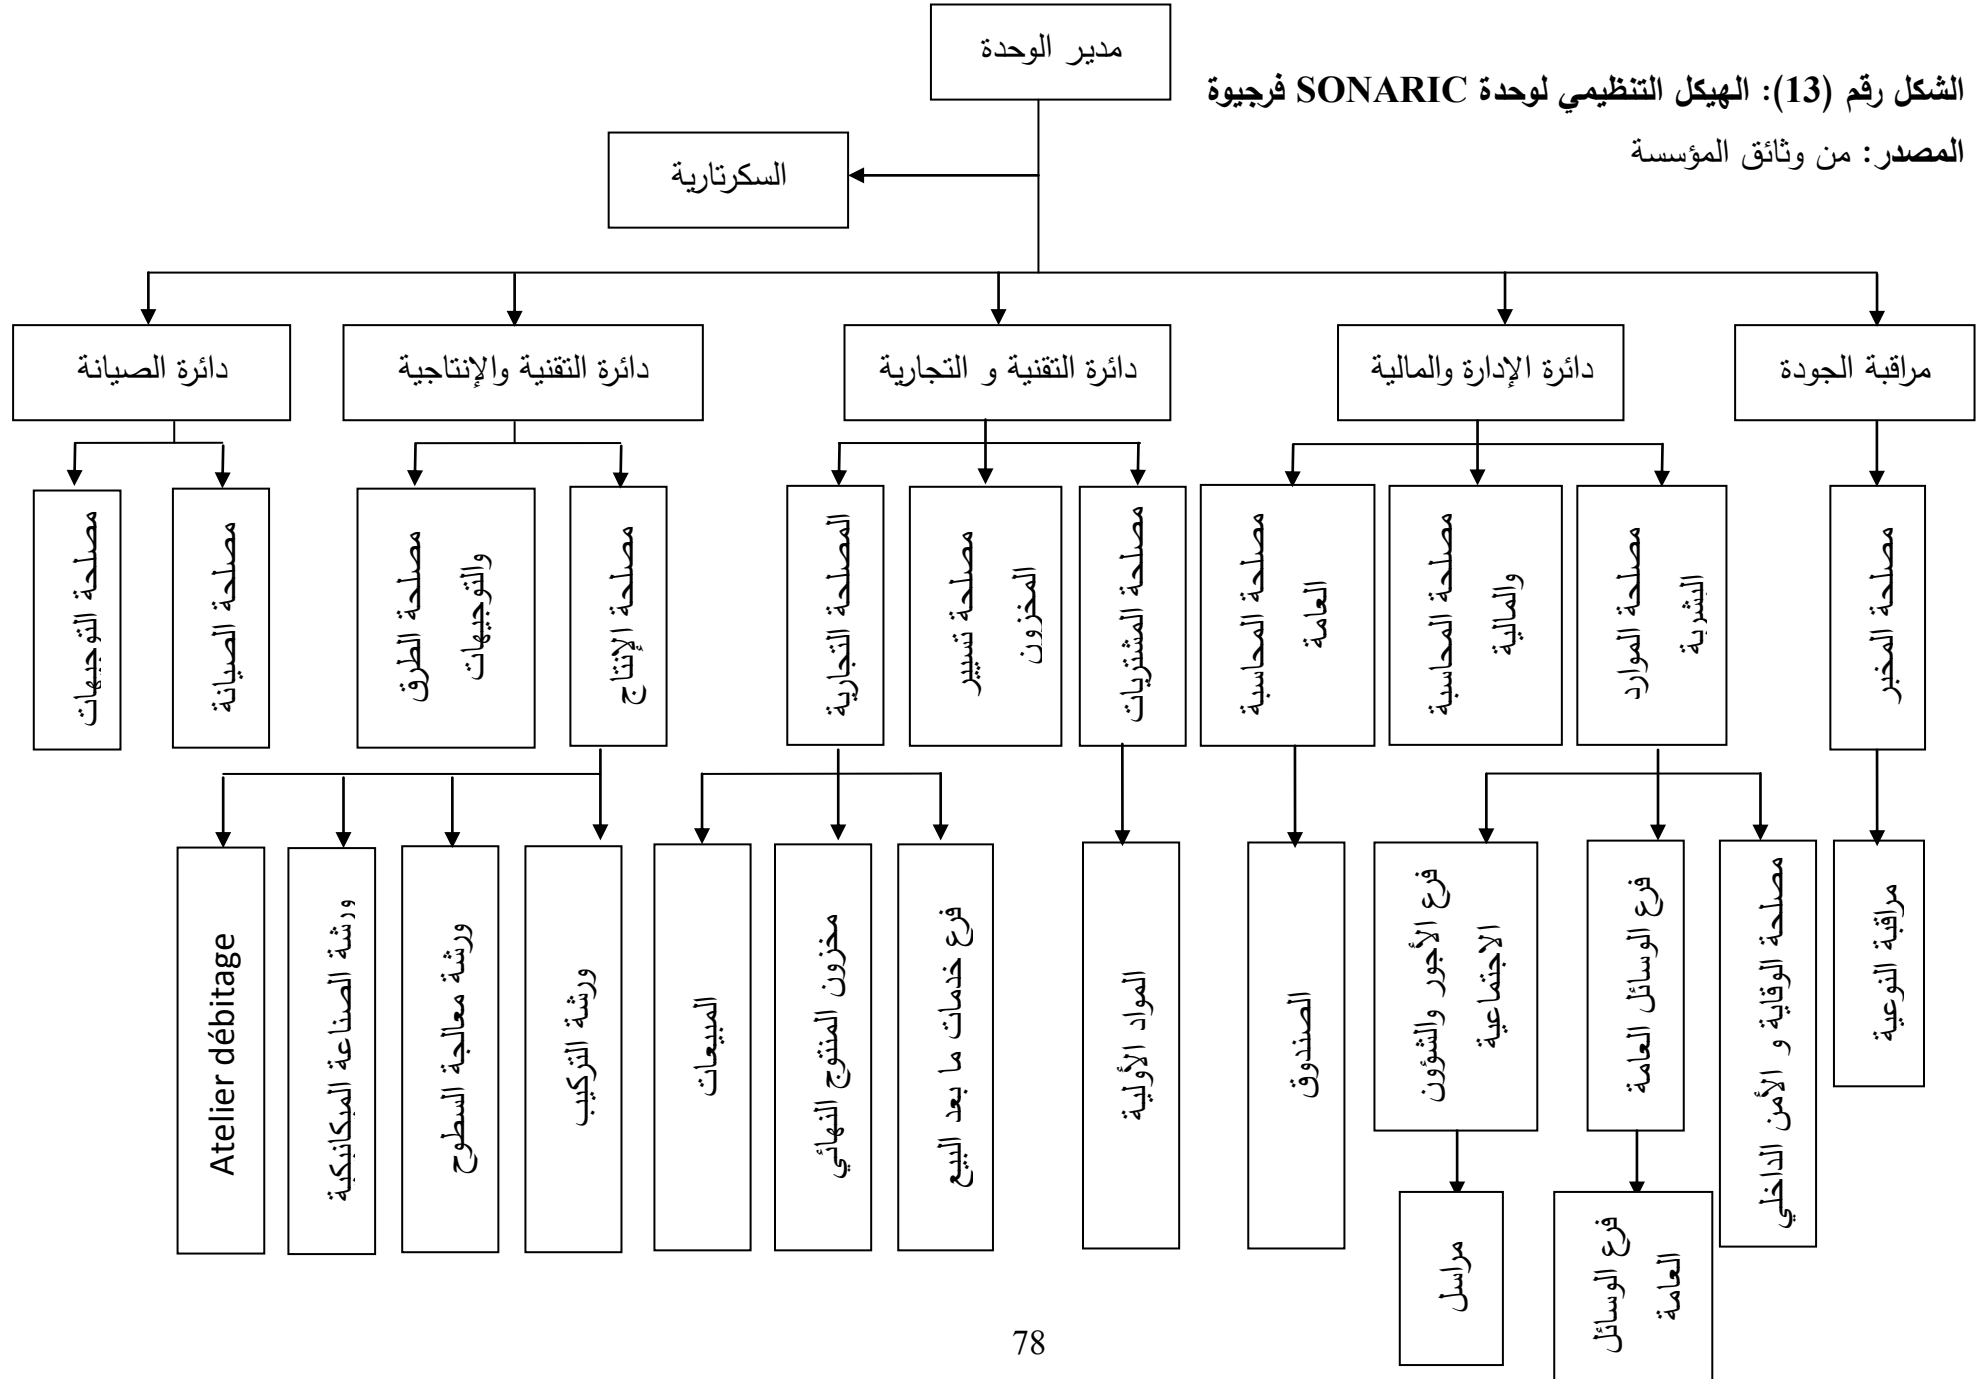 مدير الوحدة
الشكل رقم (13): الهيكل التنظيمي لوحدة SONARIC فرجيوة
المصدر: من وثائق المؤسسة
السكرتارية
مراقبة الجودة
دائرة الإدارة والمالية
دائرة التقنية و التجارية
دائرة التقنية والإنتاجية
دائرة الصيانة
مصلحة المخبر
مصلحة الموارد
البشرية
مصلحة المحاسبة
والمالية
مصلحة المحاسبة
العامة
مصلحة المشتريات
مصلحة تسيير
المخزون
المصلحة التجارية
مصلحة الإنتاج
مصلحة الطرق
والتوجيهات
مصلحة الصيانة
مصلحة التوجيهات
مراقبة النوعية
مصلحة الوقاية و الأمن الداخلي
فرع الوسائل العامة
فرع الأجور والشؤون
الاجتماعية
الصندوق
المواد الأولية
فرع خدمات ما بعد البيع
مخزون المنتوج النهائي
المبيعات
ورشة التركيب
ورشة معالجة السطوح
ورشة الصناعة الميكانيكية
Atelier débitage
فرع الوسائل
العامة
مراسل
78